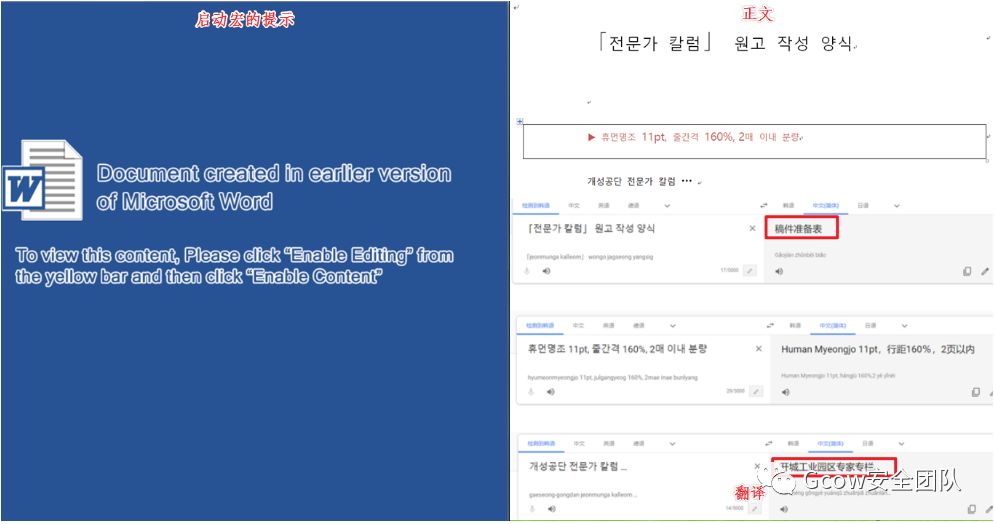 启动宏的提示
Document created in earlier version
of Microsoft Word
To view this content, Please click “Enable Editing” from
the yellow bar and then click “Enable Content”
正文
「전문가 칼럼」 원고 작성 양식
▶ 휴먼명조 11pt, 줄간격 160%, 2매 이내 분량
개성공단 전문가 칼럼 •••
检测到韩语 中文 英语 德语 韩语 中文(简体) 日语
「전문가 칼럼」 원고 작성 양식
稿件准备表
「jeonmunga kalleom」 wongo jagseong yangsig
Gǎojiàn zhǔnbèi biǎo
17/5000
检测到韩语 中文 英语 德语 韩语 中文(简体) 日语
휴먼명조 11pt, 줄간격 160%, 2매 이내 분량
Human Myeongjo 11pt，行距160%，2页以内
hyumeonmyeongjo 11pt, julgangyeog 160%, 2mae inae bunlyang
Human Myeongjo 11pt, hángjù 160%,2 yè yǐnèi
29/5000
检测到韩语 中文 英语 德语 韩语 中文(简体) 日语
개성공단 전문가 칼럼 ...
开城工业园区专家专栏
gaeseong-gongdan jeonmunga kalleom...
14/5000
翻译
Gcow安全团队